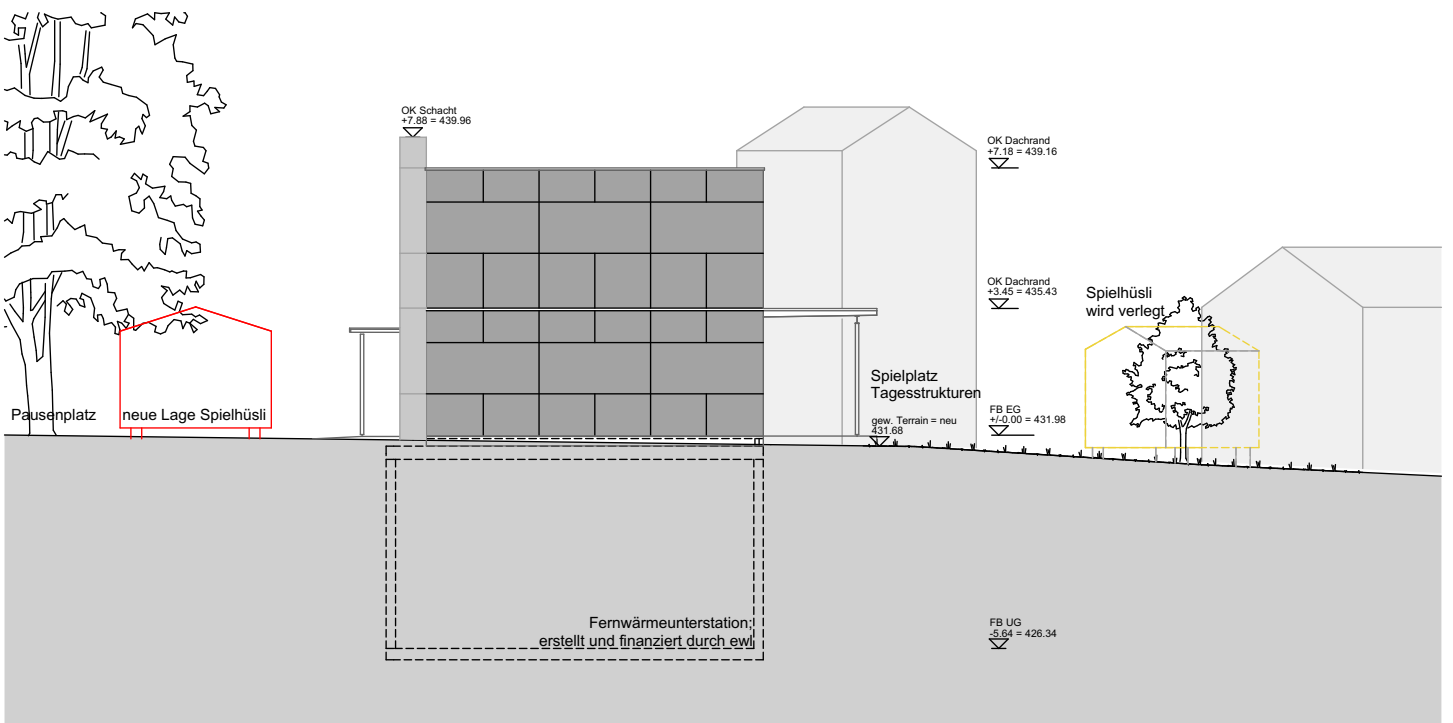 OK Schacht
+7.88 = 439.96
OK Dachrand
+7.18 = 439.16
OK Dachrand
+3.45 = 435.43
Spielhüsli
wird verlegt
Spielplatz
Tagesstrukturen
Pausenplatz
neue Lage Spielhüsli
gew. Terrain = neu
431.68
FB EG
+/-0.00 = 431.98
Fernwärmeunterstation;
erstellt und finanziert durch ewl
FB UG
-5.64 = 426.34